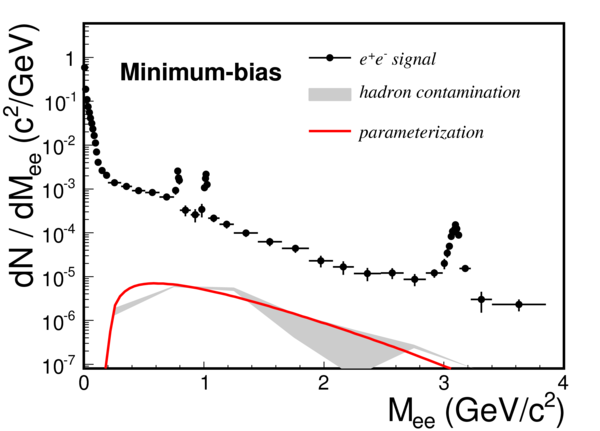 dN / dMₑₑ (c²/GeV)
1
10⁻¹
10⁻²
10⁻³
10⁻⁴
10⁻⁵
10⁻⁶
10⁻⁷
Minimum-bias
e⁺e⁻ signal
hadron contamination
parameterization
0 1 2 3 4
Mₑₑ (GeV/c²)